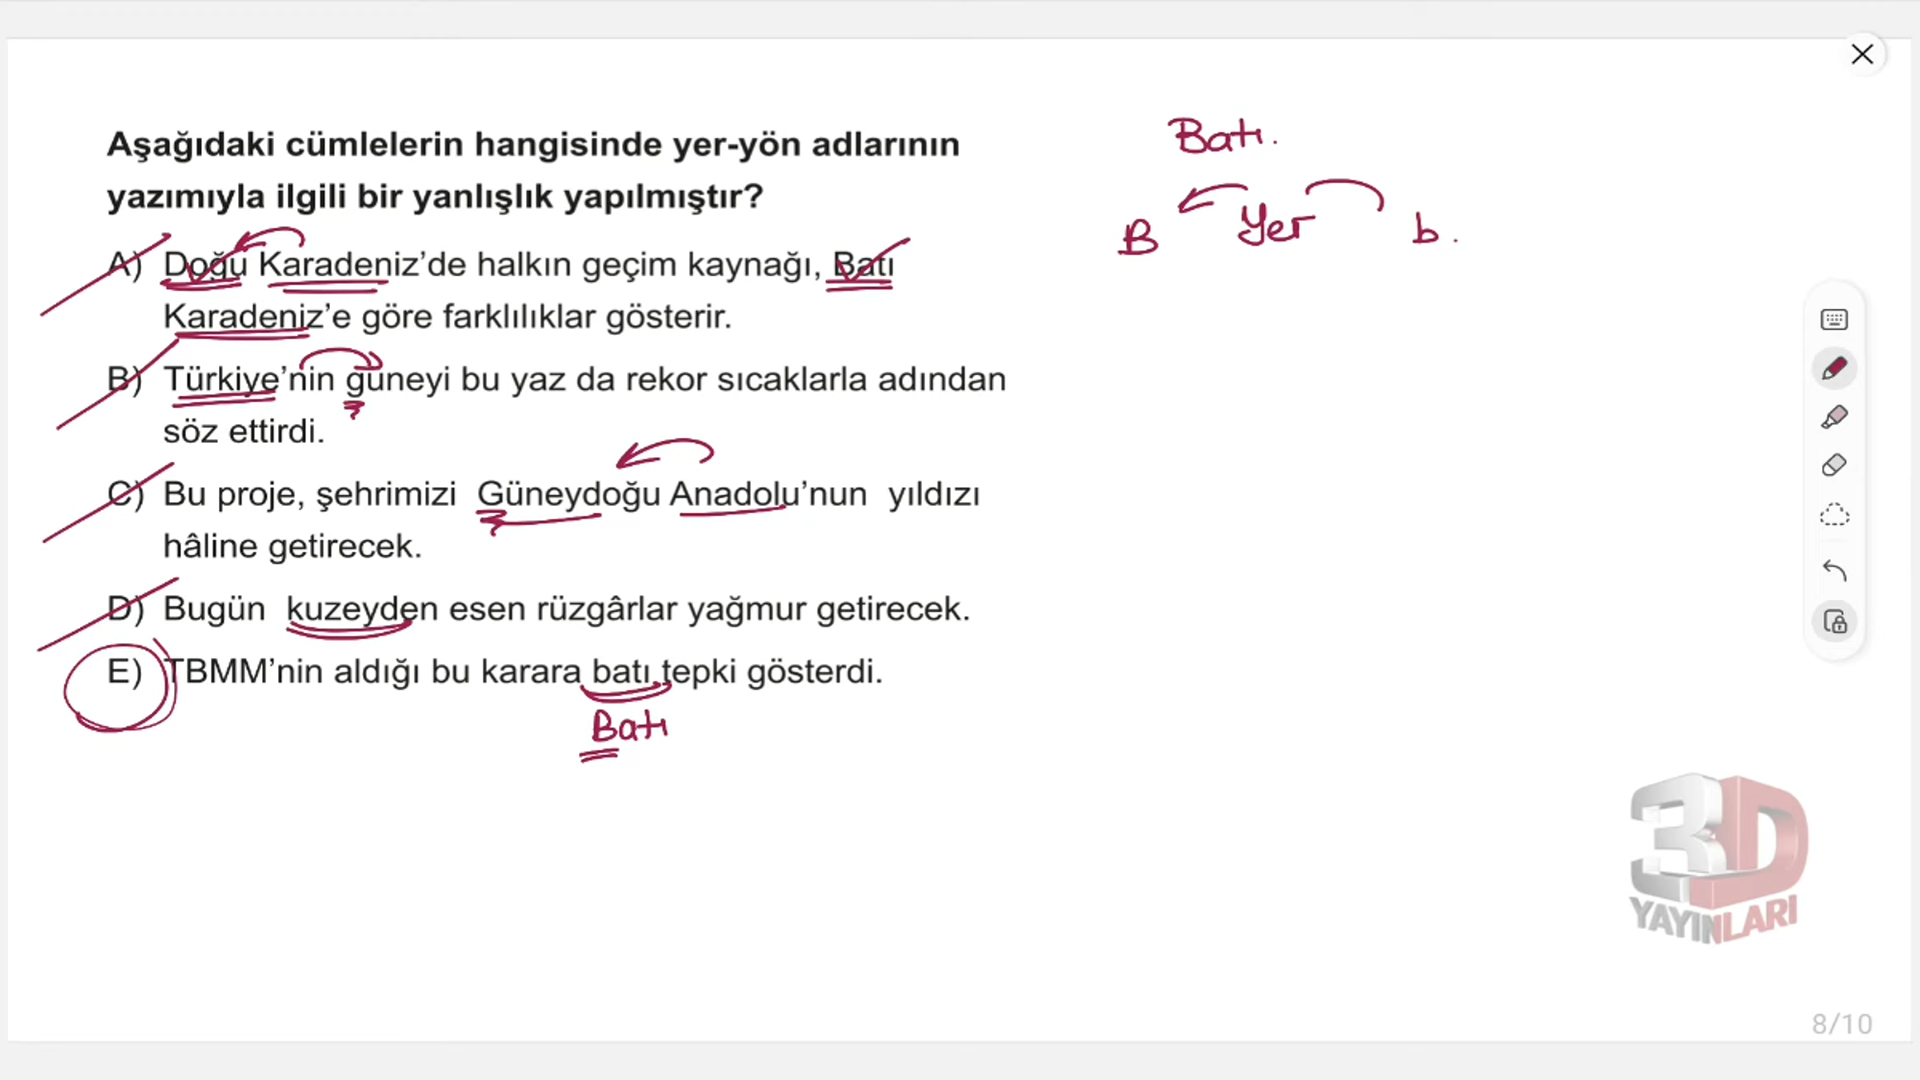 Batı.
B Yer b.
Aşağıdaki cümlelerin hangisinde yer-yön adlarının
yazımıyla ilgili bir yanlışlık yapılmıştır?
A) Doğu Karadeniz’de halkın geçim kaynağı, Batı
Karadeniz’e göre farklılıklar gösterir.
B) Türkiye’nin güneyi bu yaz da rekor sıcaklarla adından
söz ettirdi.
C) Bu proje, şehrimizi Güneydoğu Anadolu’nun yıldızı
hâline getirecek.
D) Bugün kuzeyden esen rüzgârlar yağmur getirecek.
E) TBMM’nin aldığı bu karara batı tepki gösterdi.
Batı
3D
YAYINLARI
8/10